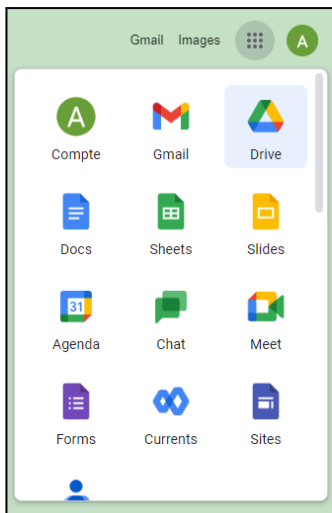 Gmail Images A
A
Compte Gmail Drive
Docs Sheets Slides
31
Agenda Chat Meet
Forms Currents Sites